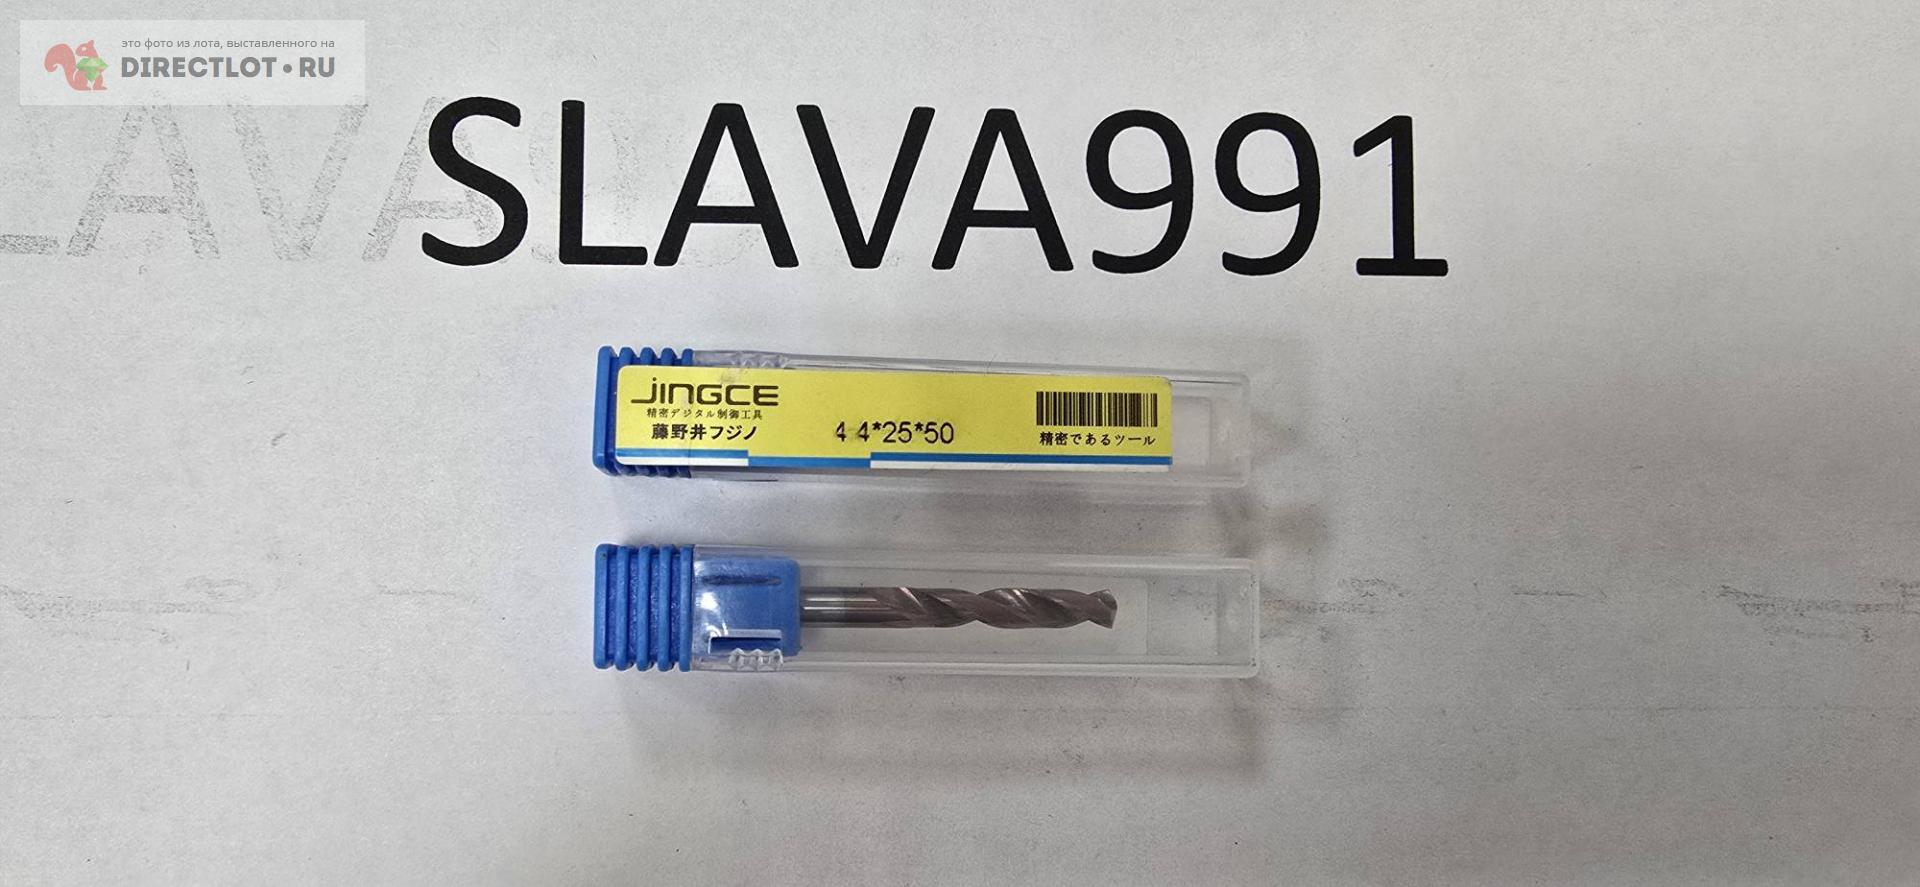 это фото из лота, выставленного на
DIRECTLOT•RU
LAVA9
SLAVA991
JINGCE
精密デジタル制御工具
藤野井フジノ
4 4*25*50
精密であるツール